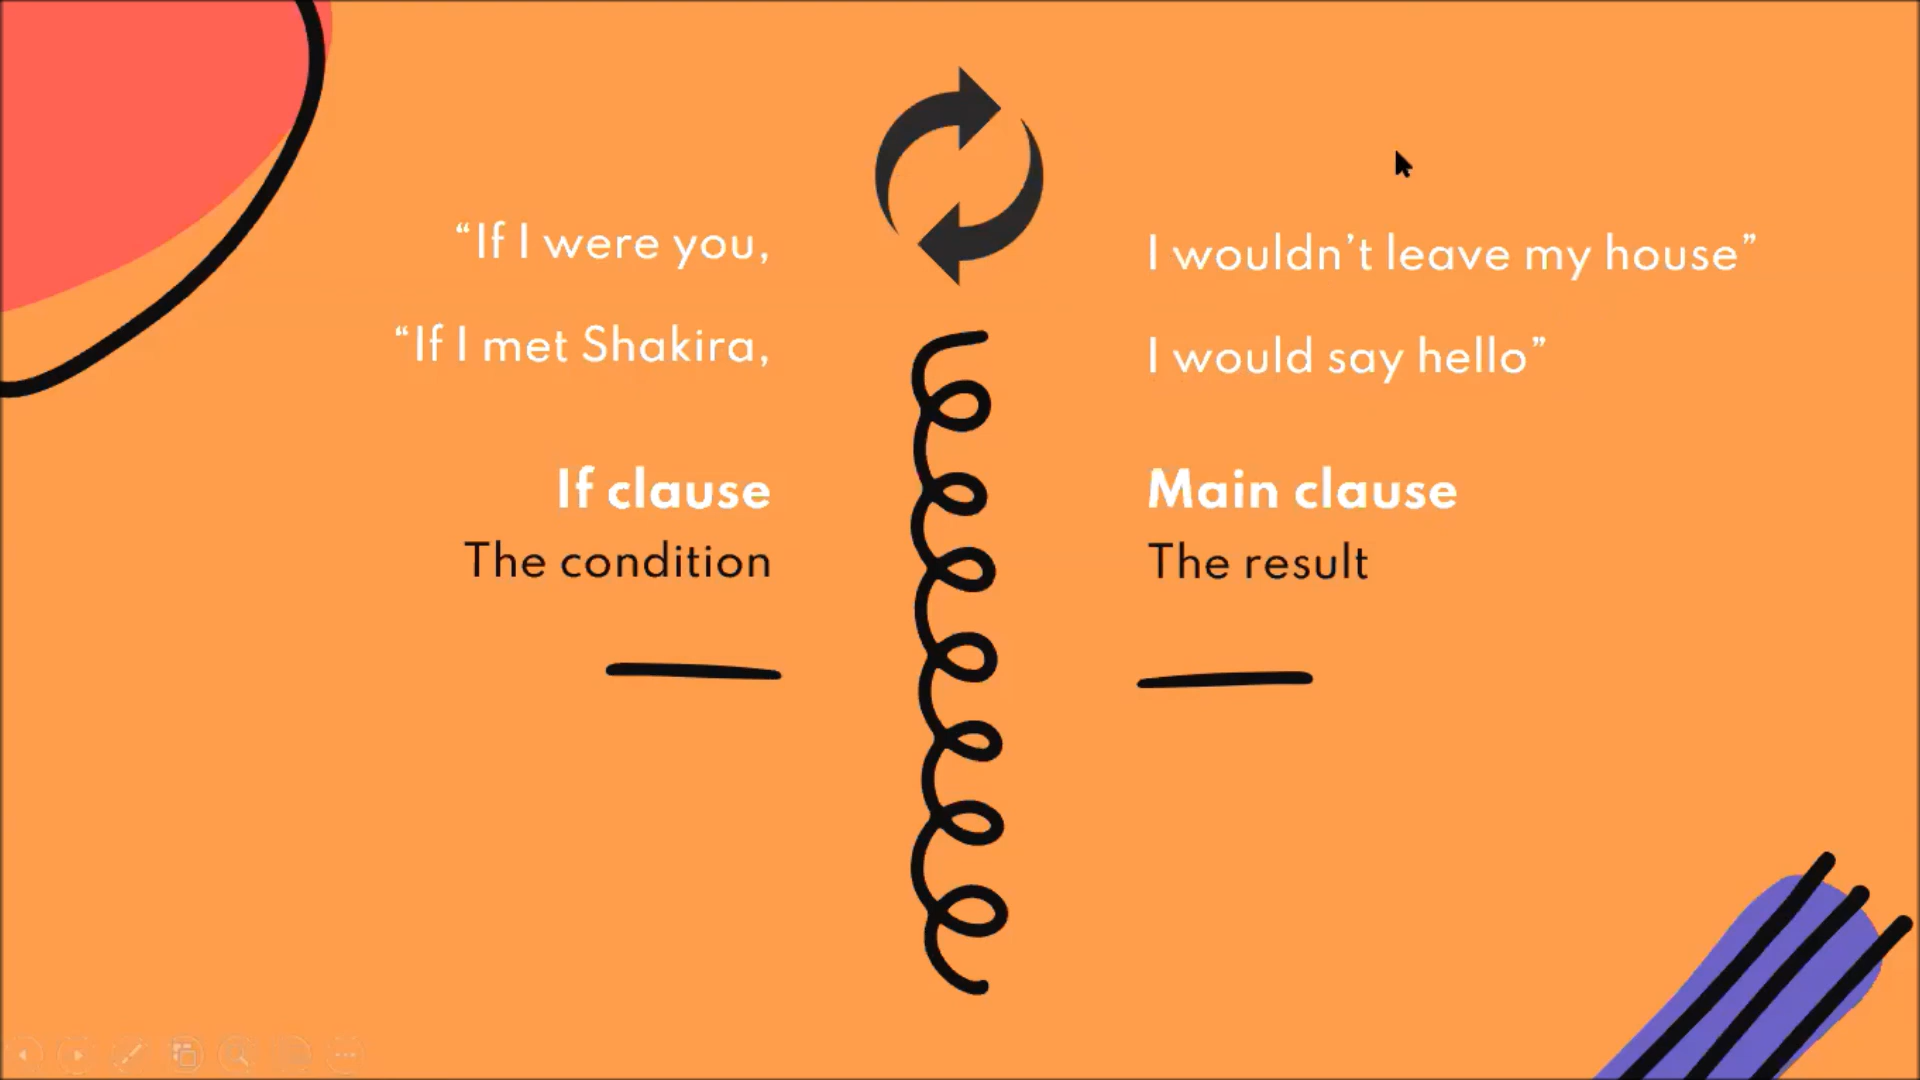 “If I were you,
I wouldn’t leave my house”
“If I met Shakira,
I would say hello”
If clause
The condition
Main clause
The result